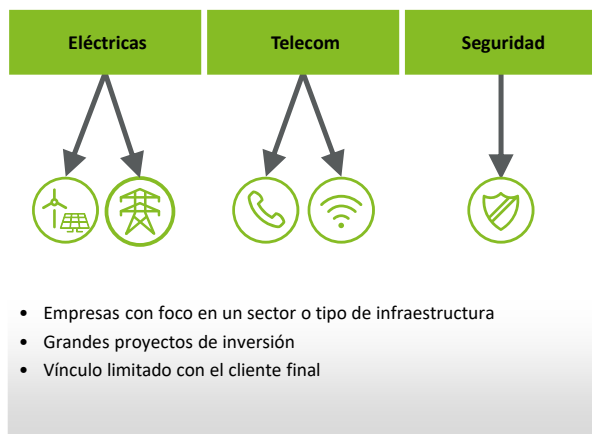 Eléctricas
Telecom
Seguridad
• Empresas con foco en un sector o tipo de infraestructura
• Grandes proyectos de inversión
• Vínculo limitado con el cliente final